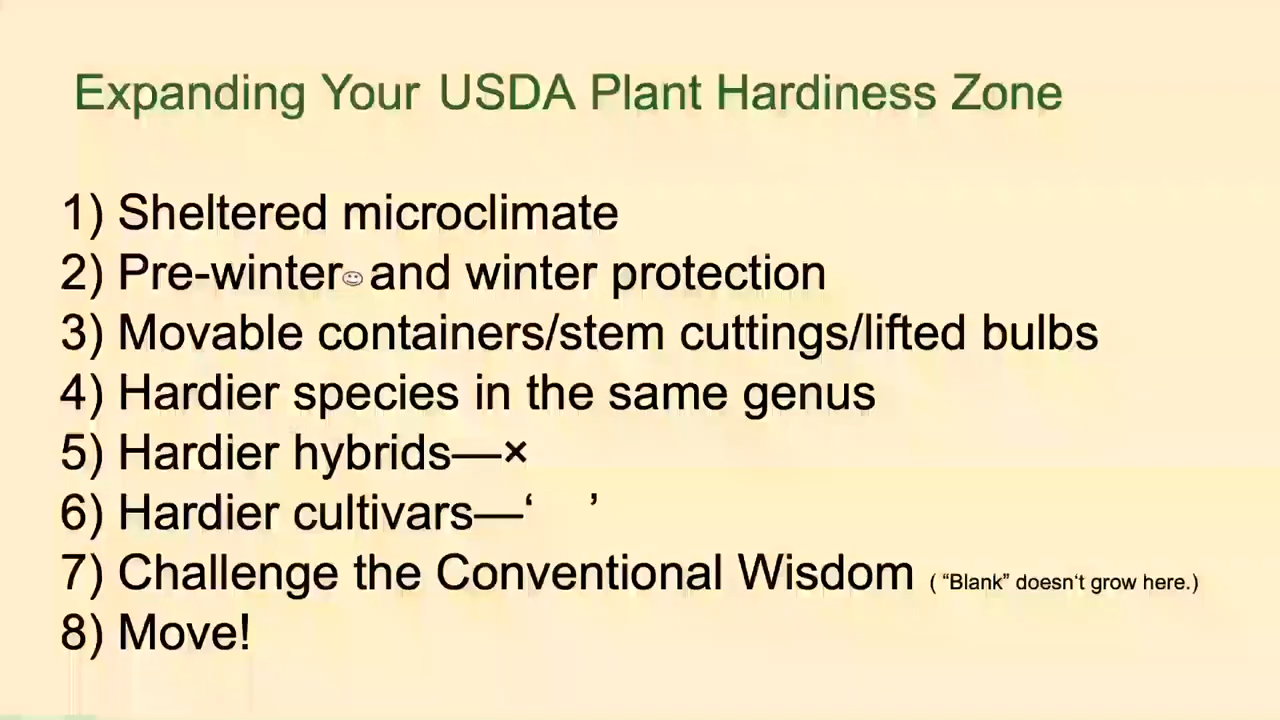 Expanding Your USDA Plant Hardiness Zone
1) Sheltered microclimate
2) Pre-winter and winter protection
3) Movable containers/stem cuttings/lifted bulbs
4) Hardier species in the same genus
5) Hardier hybrids—×
6) Hardier cultivars—‘ ’
7) Challenge the Conventional Wisdom ( “Blank” doesn‘t grow here.)
8) Move!